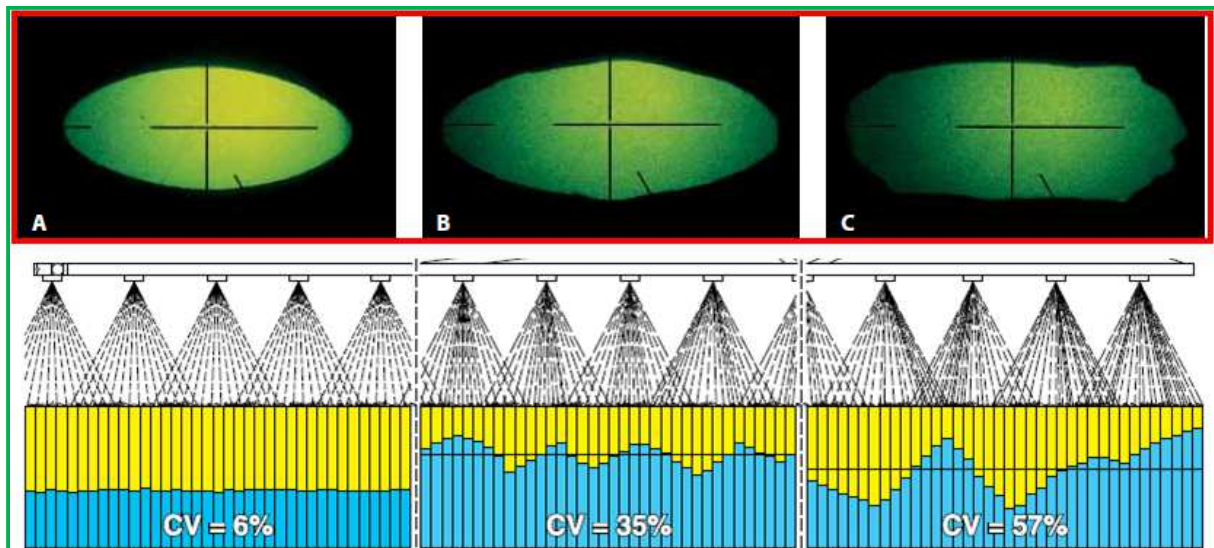 A
B
C
CV = 6%
CV = 35%
CV = 57%